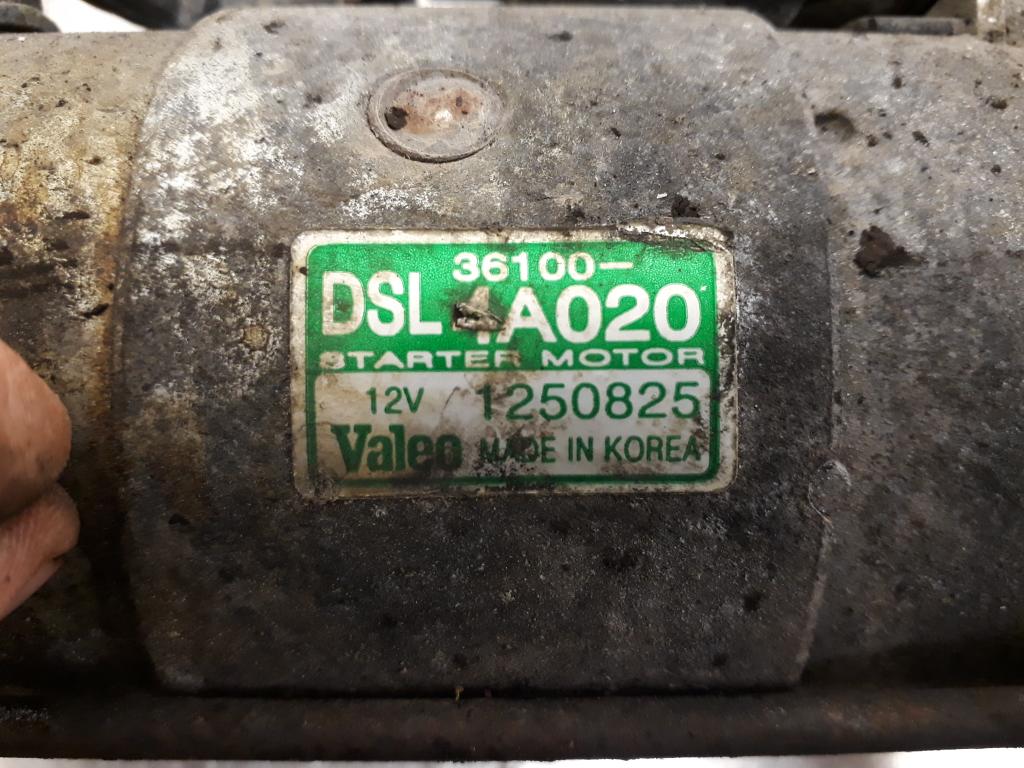 36100-
DSL 4A020
STARTER MOTOR
12V 1250825
Valeo MADE IN KOREA